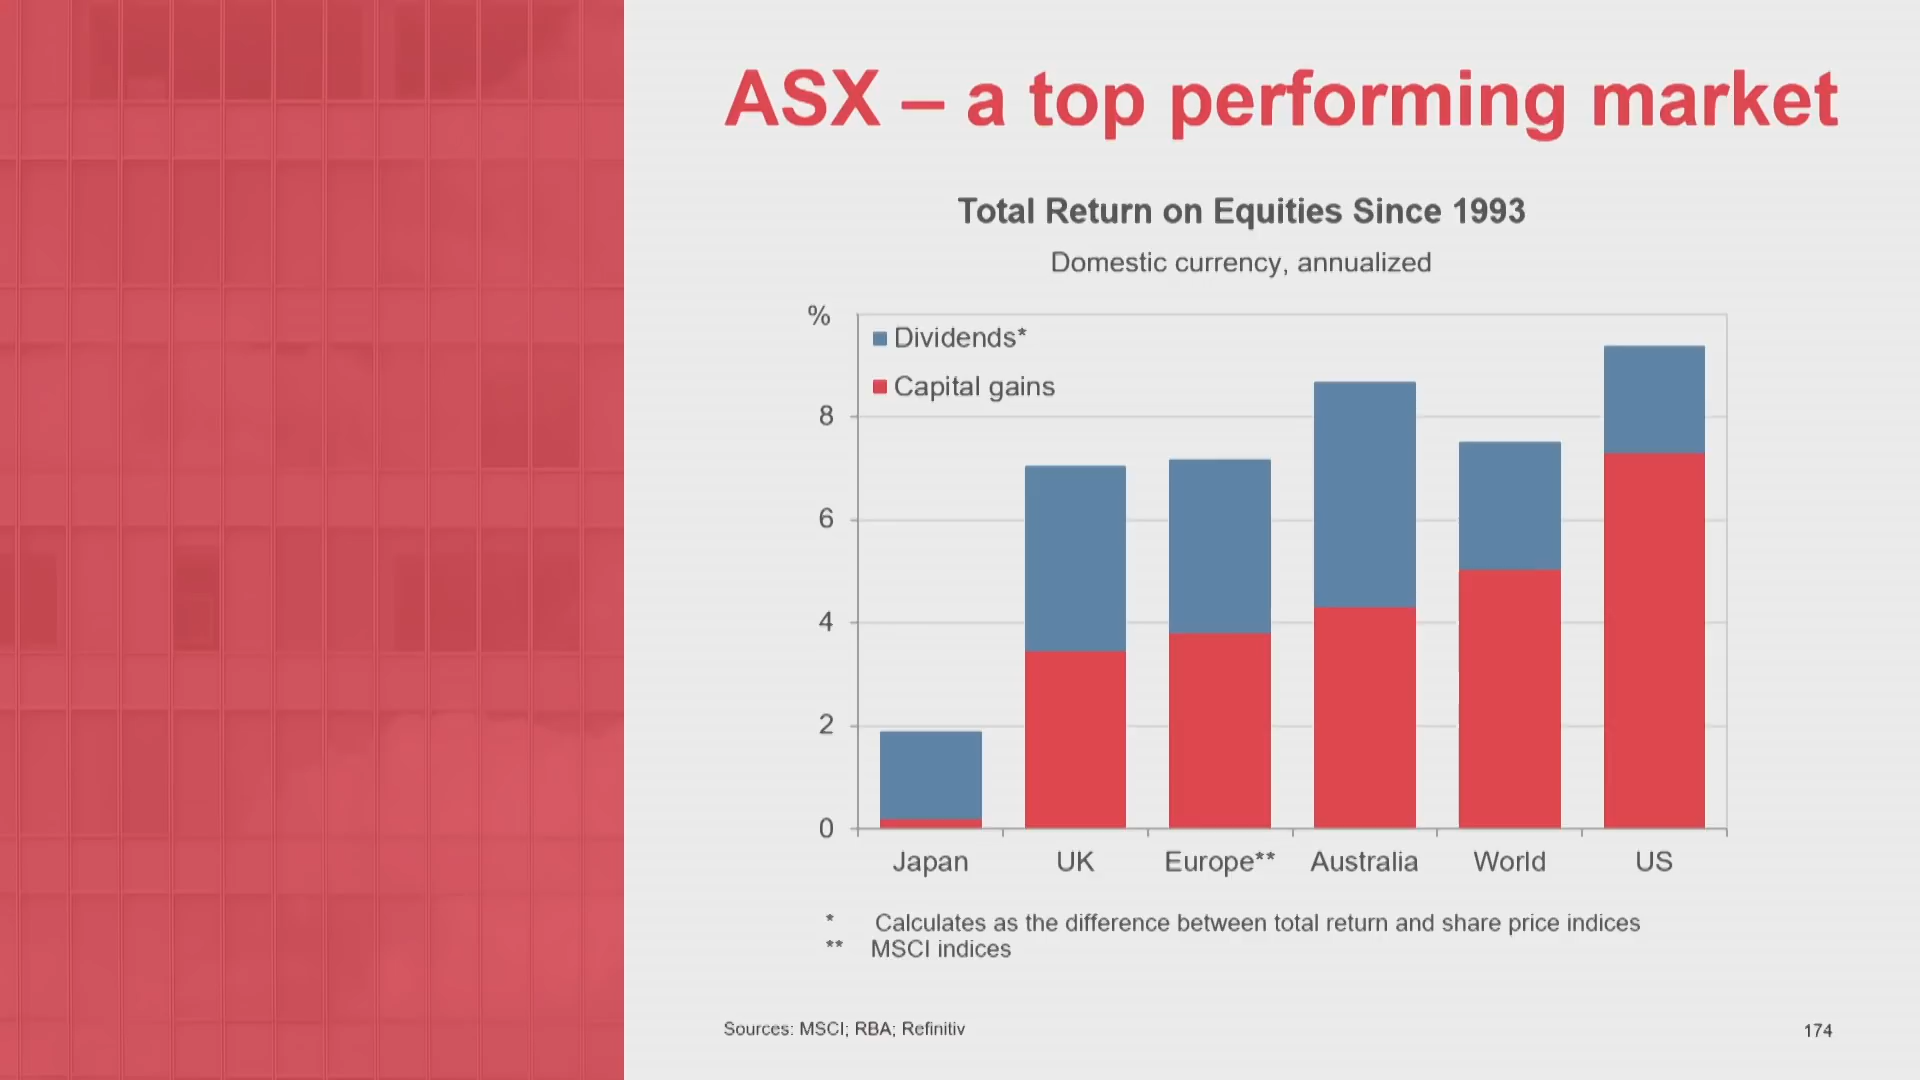 ASX – a top performing market
Total Return on Equities Since 1993
Domestic currency, annualized
%
Dividends*
Capital gains
8
6
4
2
0
Japan UK Europe** Australia World US
* Calculates as the difference between total return and share price indices
** MSCI indices
Sources: MSCI; RBA; Refinitiv
174